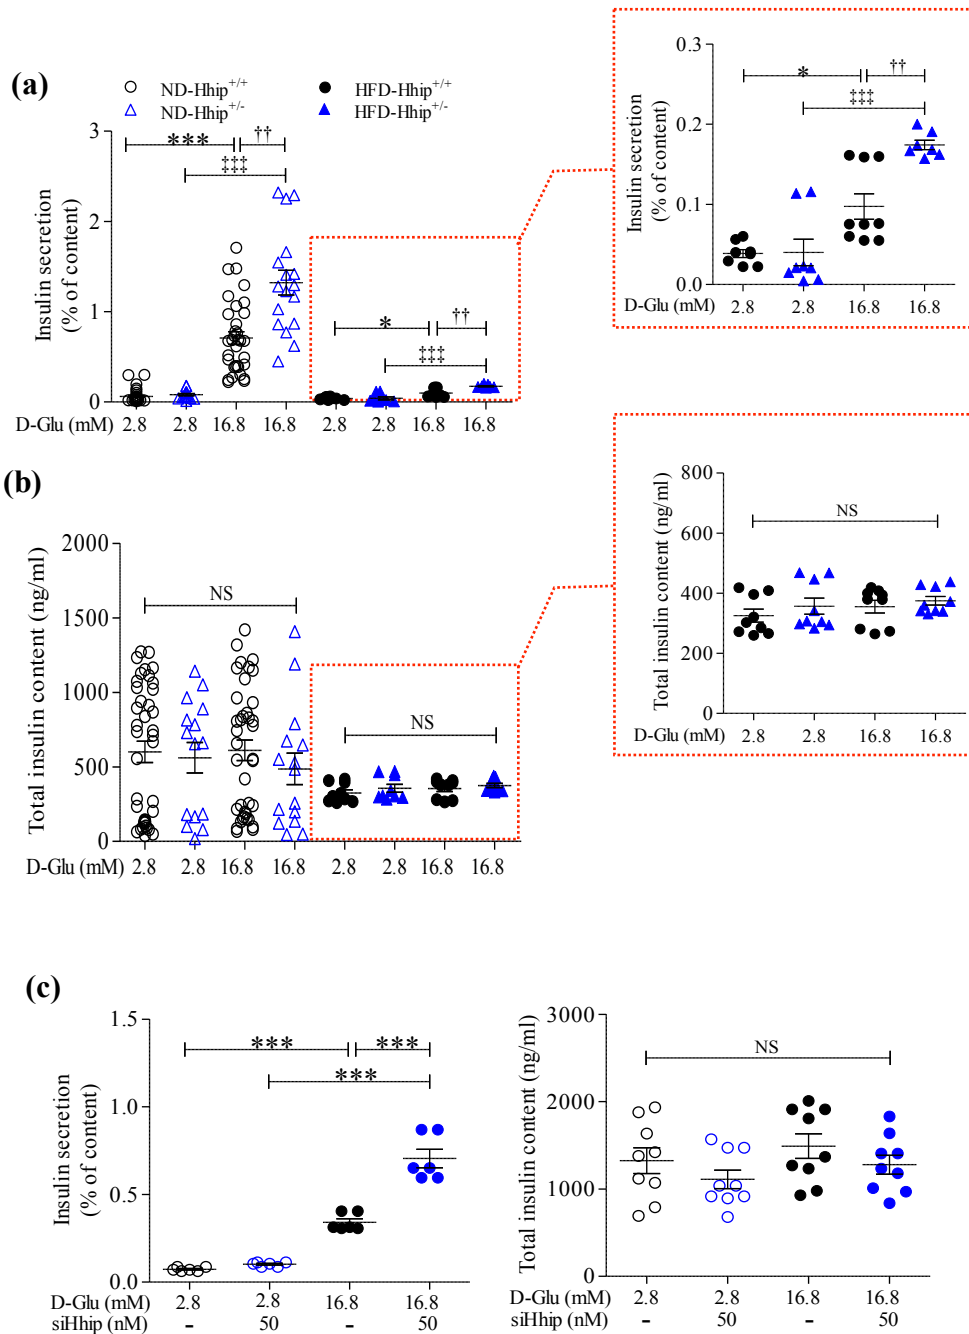 (a)
ND-Hhip+/+
ND-Hhip+/-
HFD-Hhip+/+
HFD-Hhip+/-
Insulin secretion
(% of content)
3
2
1
0
***
††
‡‡‡
*
††
‡‡‡
D-Glu (mM)
2.8
2.8
16.8
16.8
2.8
2.8
16.8
16.8
Insulin secretion
(% of content)
0.3
0.2
0.1
0.0
*
††
‡‡‡
D-Glu (mM)
2.8
2.8
16.8
16.8
(b)
Total insulin content (ng/ml)
2000
1500
1000
500
0
NS
NS
D-Glu (mM)
2.8
2.8
16.8
16.8
2.8
2.8
16.8
16.8
Total insulin content (ng/ml)
800
600
400
200
0
NS
D-Glu (mM)
2.8
2.8
16.8
16.8
(c)
Insulin secretion
(% of content)
1.5
1.0
0.5
0.0
***
***
***
D-Glu (mM)
2.8
2.8
16.8
16.8
siHhip (nM)
-
50
-
50
Total insulin content (ng/ml)
3000
2000
1000
0
NS
D-Glu (mM)
2.8
2.8
16.8
16.8
siHhip (nM)
-
50
-
50